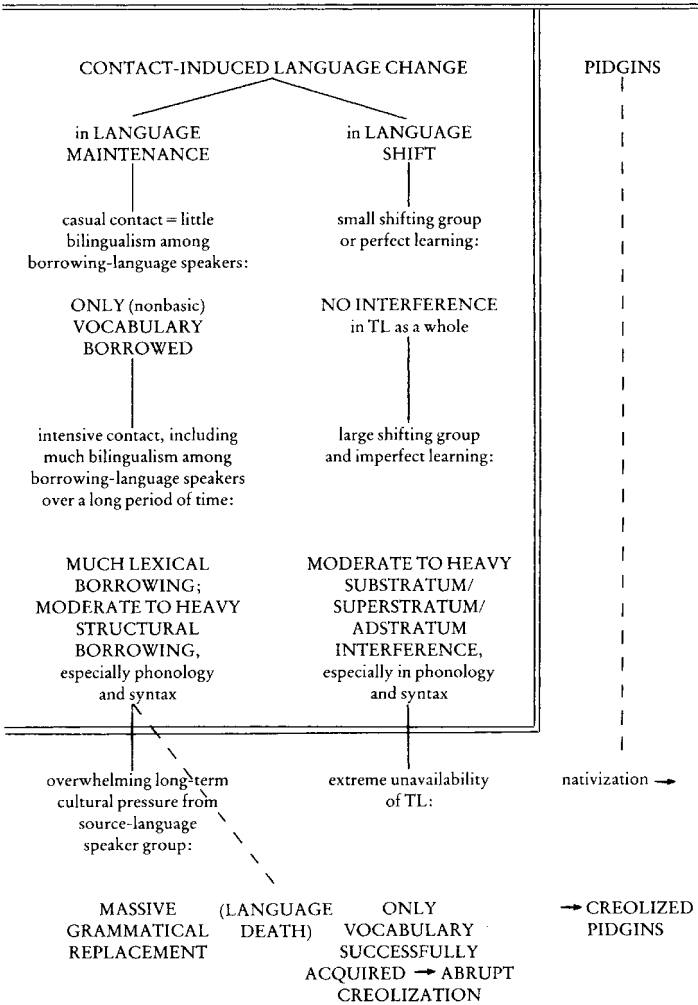 CONTACT-INDUCED LANGUAGE CHANGE
PIDGINS
in LANGUAGE
MAINTENANCE
in LANGUAGE
SHIFT
casual contact = little
bilingualism among
borrowing-language speakers:
small shifting group
or perfect learning:
ONLY (nonbasic)
VOCABULARY
BORROWED
NO INTERFERENCE
in TL as a whole
intensive contact, including
much bilingualism among
borrowing-language speakers
over a long period of time:
large shifting group
and imperfect learning:
MUCH LEXICAL
BORROWING;
MODERATE TO HEAVY
STRUCTURAL
BORROWING,
especially phonology
and syntax
MODERATE TO HEAVY
SUBSTRATUM/
SUPERSTRATUM/
ADSTRATUM
INTERFERENCE,
especially in phonology
and syntax
overwhelming long-term
cultural pressure from
source-language
speaker group:
extreme unavailability
of TL:
nativization →
MASSIVE
GRAMMATICAL
REPLACEMENT
(LANGUAGE
DEATH)
ONLY
VOCABULARY
SUCCESSFULLY
ACQUIRED → ABRUPT
CREOLIZATION
→ CREOLIZED
PIDGINS